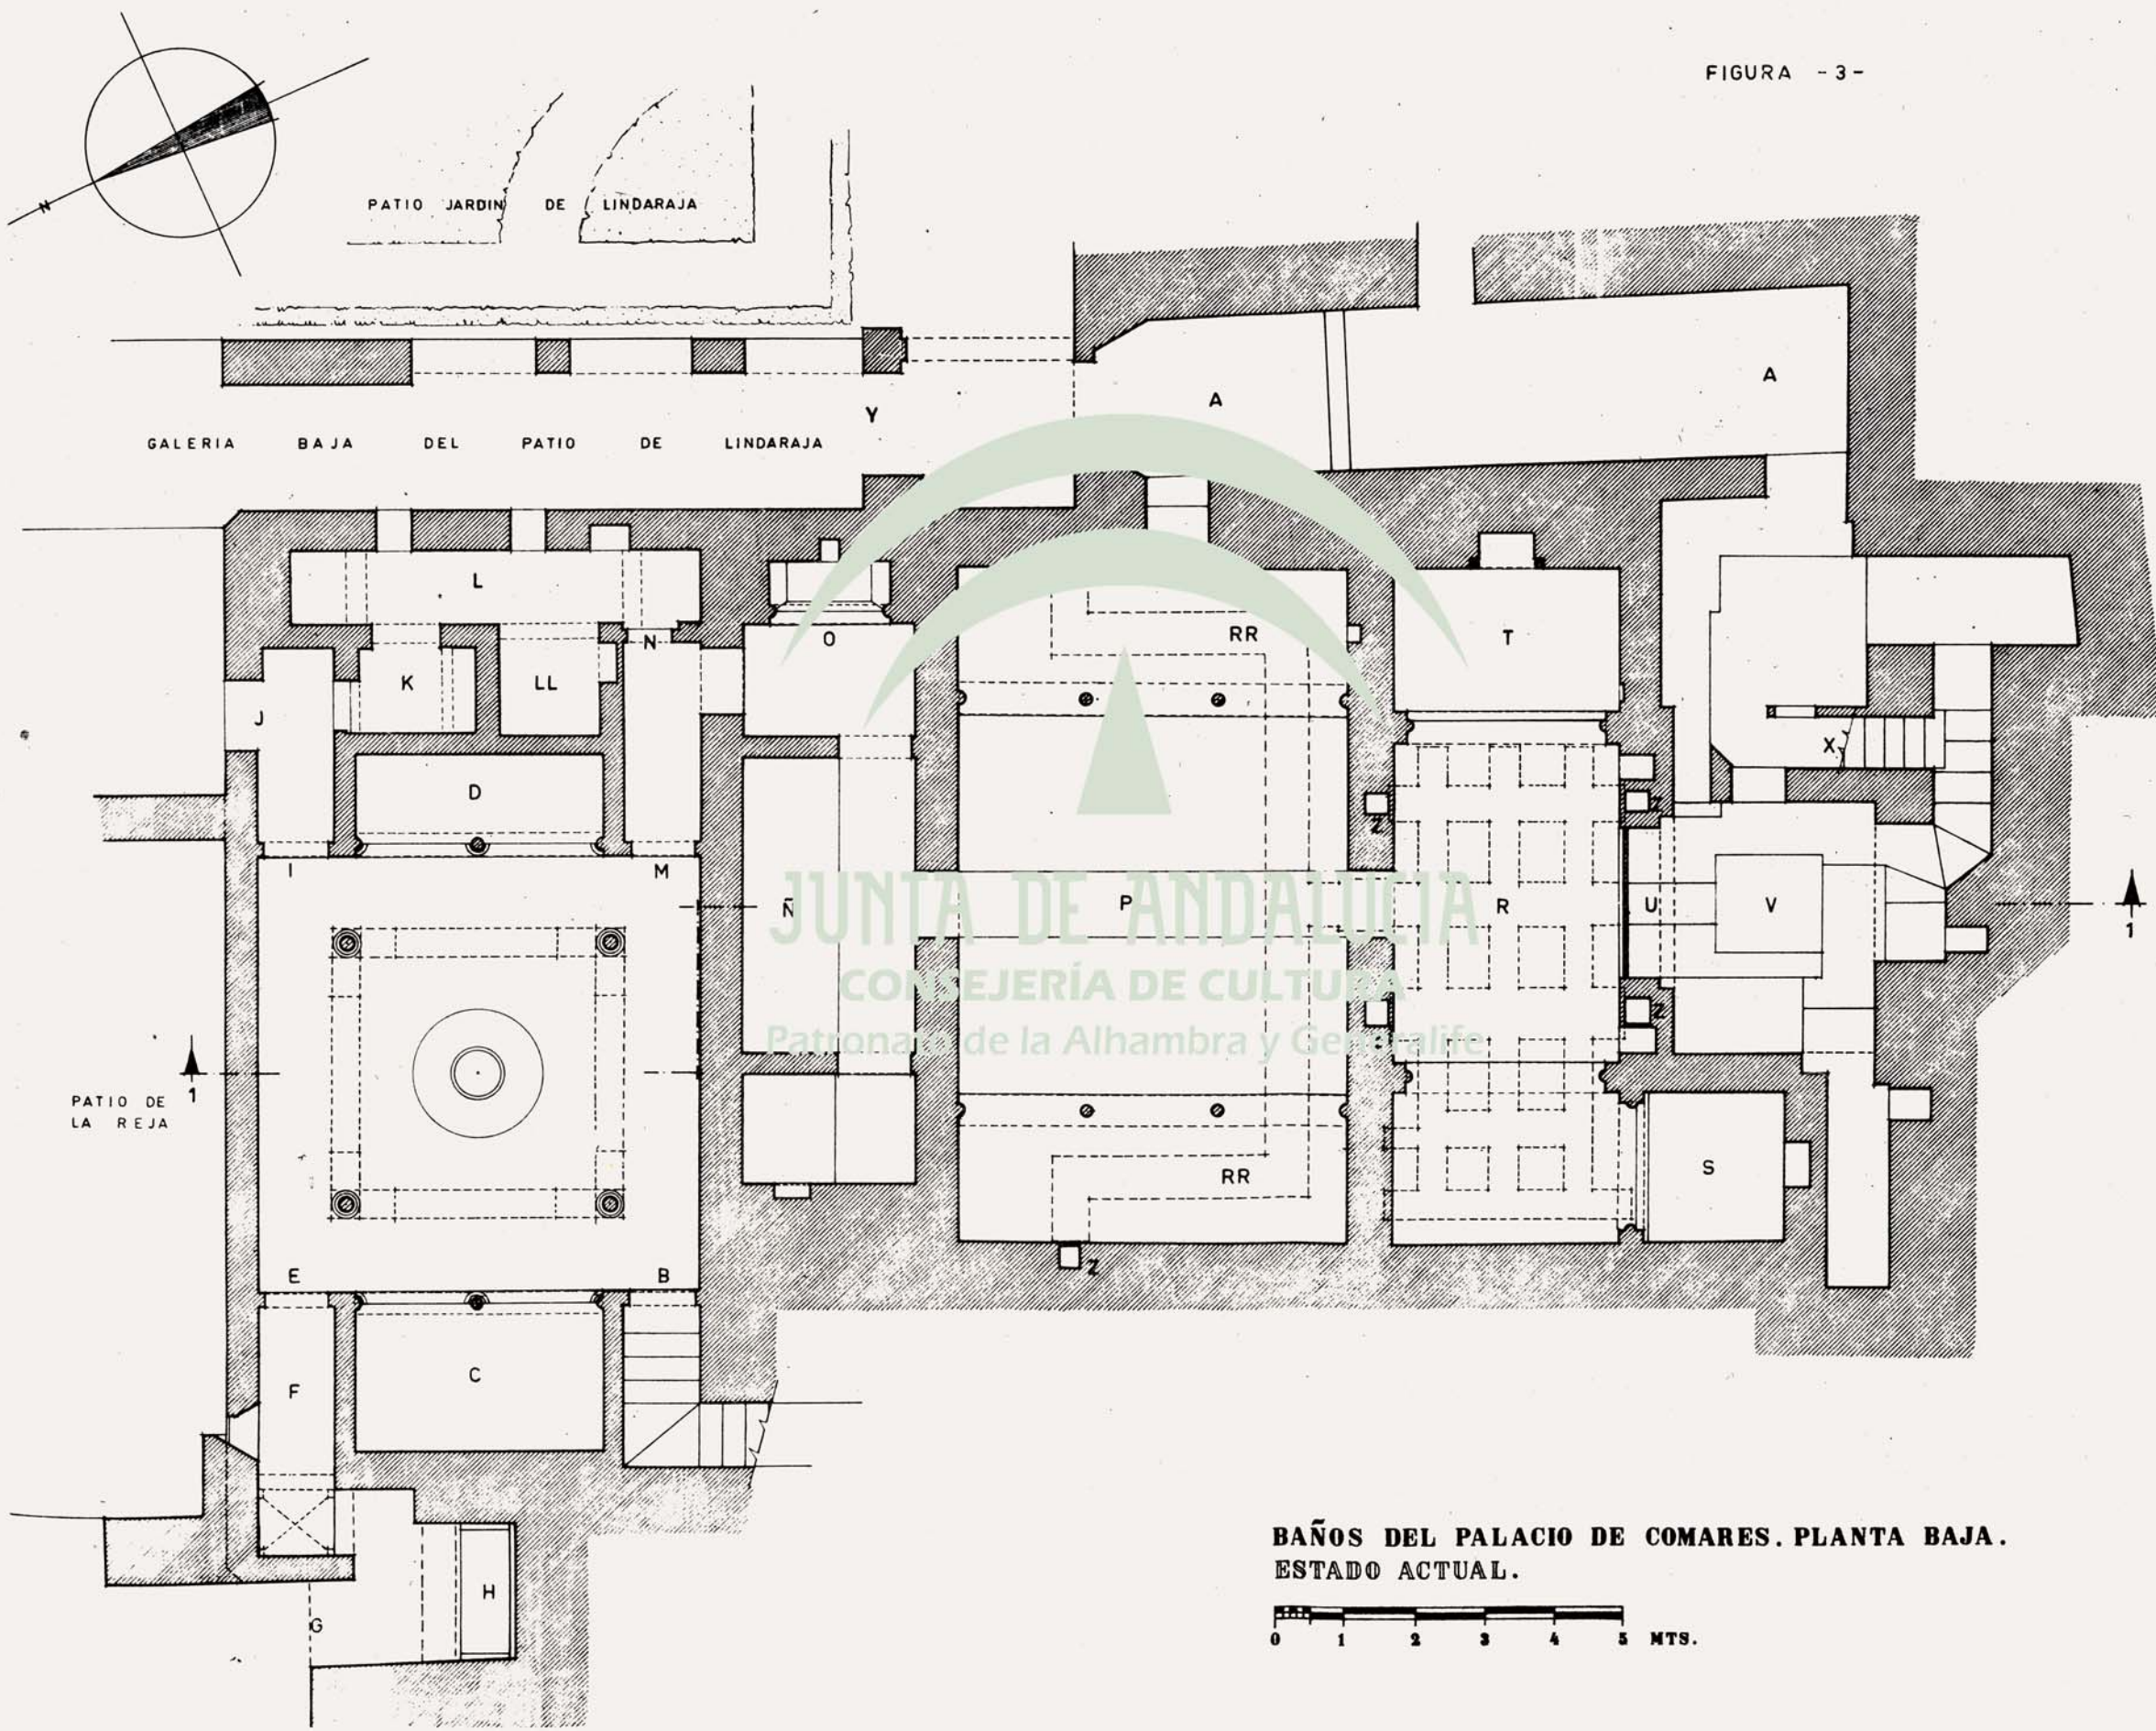 FIGURA -3-
N
PATIO JARDIN DE LINDARAJA
A
A
Y
GALERIA BAJA DEL PATIO DE LINDARAJA
L
O
N
RR
T
K
LL
J
X
D
Z
Z
I
M
Ñ
P
R
U
V
1
JUNTA DE ANDALUCIA
CONSEJERÍA DE CULTURA
Patronato de la Alhambra y Generalife
Z
1
PATIO DE
LA REJA
S
RR
Z
E
B
F
C
H
G
BAÑOS DEL PALACIO DE COMARES. PLANTA BAJA.
ESTADO ACTUAL.
0 1 2 3 4 5 MTS.